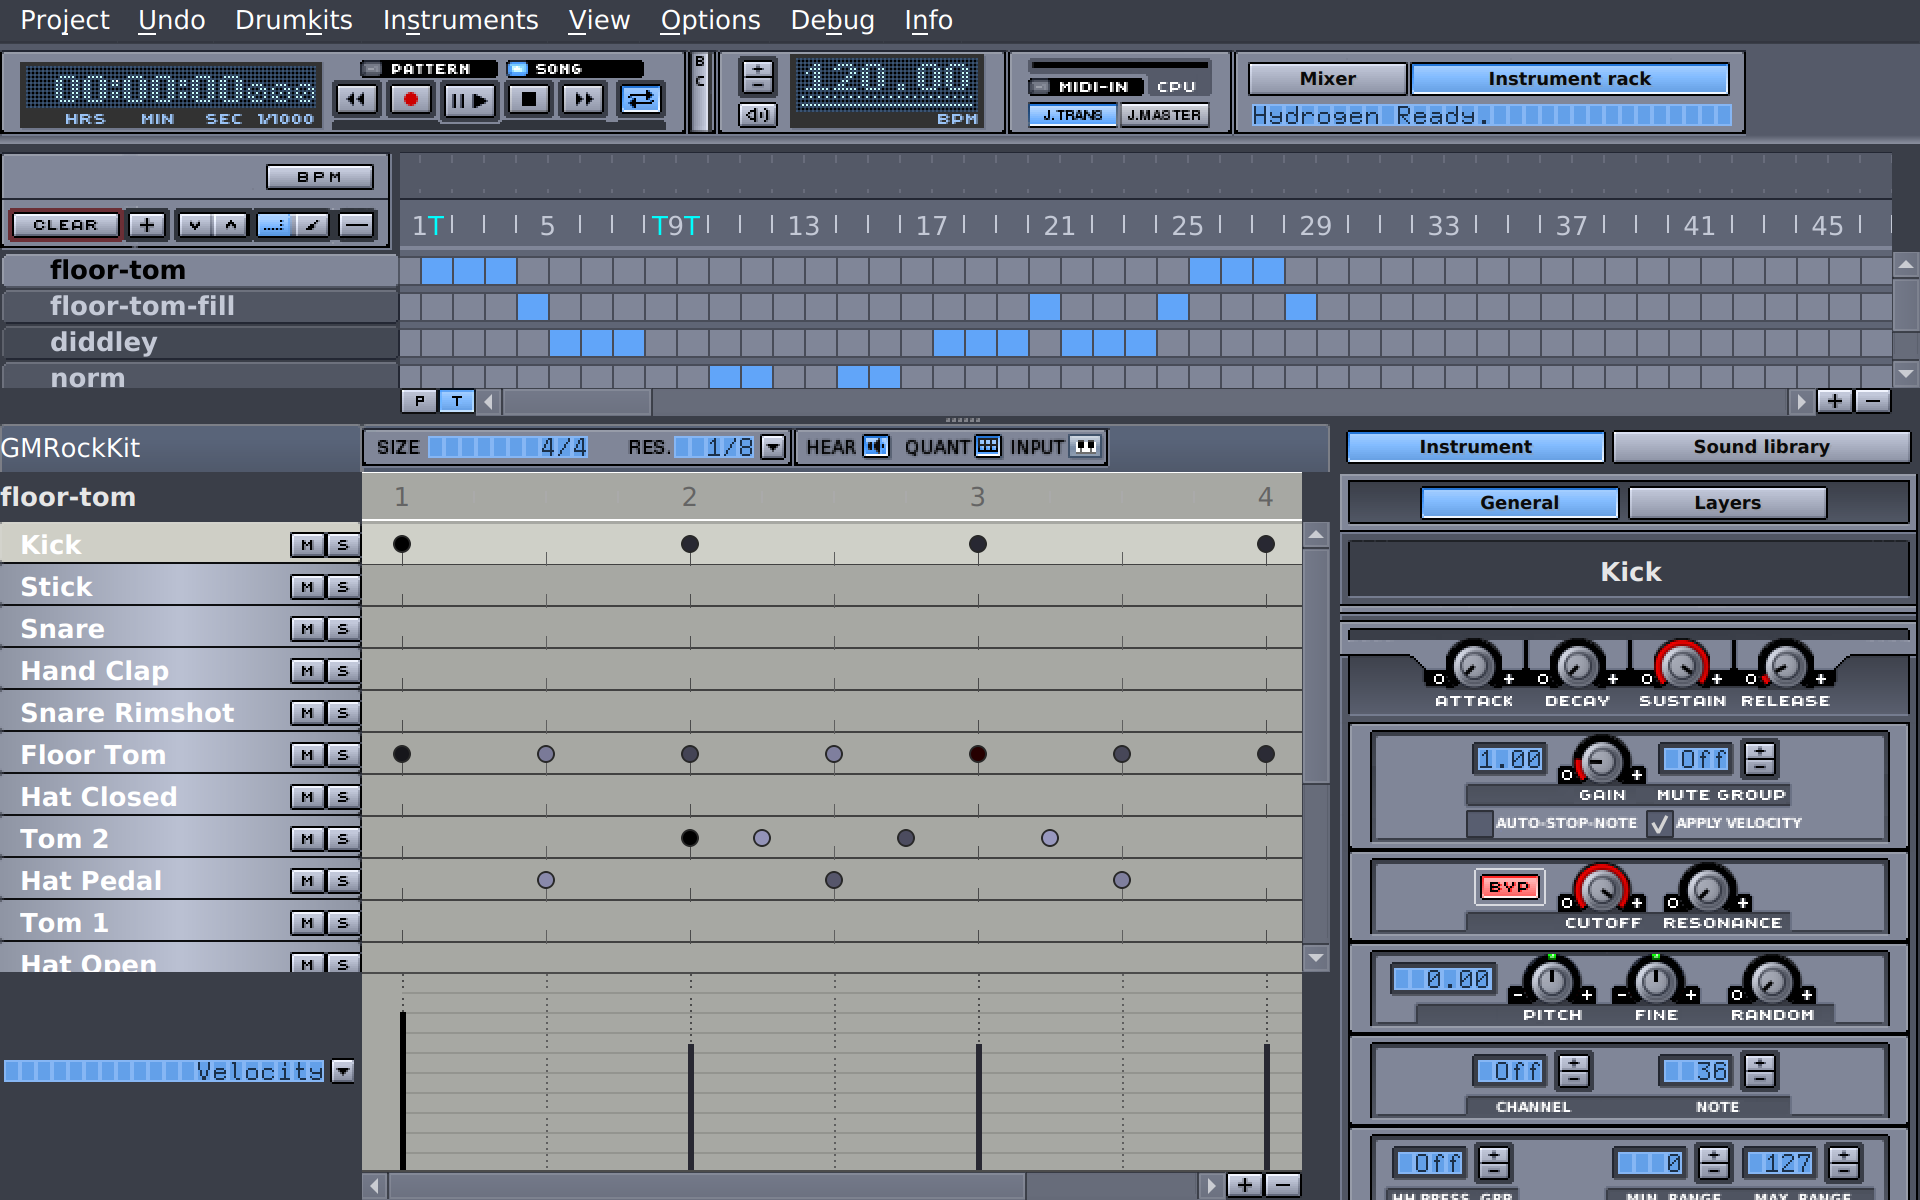 Project Undo Drumkits Instruments View Options Debug Info
PATTERN SONG
00:00:00000 120.00
HRS MIN SEC 1/1000 BPM
B
C
MIDI-IN CPU
J.TRANS J.MASTER
Mixer Instrument rack
Hydrogen Ready.
BPM
CLEAR
1T 5 T9T 13 17 21 25 29 33 37 41 45
floor-tom
floor-tom-fill
diddley
norm
P T
GMRockKit
SIZE 4/4 RES. 1/8 HEAR QUANT INPUT
Instrument Sound library
floor-tom
1 2 3 4
General Layers
Kick M S
Stick M S
Snare M S
Hand Clap M S
Snare Rimshot M S
Floor Tom M S
Hat Closed M S
Tom 2 M S
Hat Pedal M S
Tom 1 M S
Hat Open M S
Velocity
Kick
ATTACK DECAY SUSTAIN RELEASE
1.00 Off
GAIN MUTE GROUP
AUTO-STOP-NOTE APPLY VELOCITY
BYP
CUTOFF RESONANCE
0.00
PITCH FINE RANDOM
Off 36
CHANNEL NOTE
Off 0 127
HH PRESS. GRP MIN. RANGE MAX. RANGE